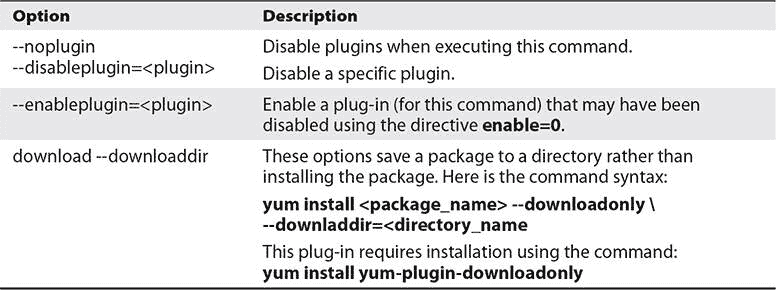 Option Description
--noplugin Disable plugins when executing this command.
--disableplugin=<plugin> Disable a specific plugin.
--enableplugin=<plugin> Enable a plug-in (for this command) that may have been
disabled using the directive enable=0.
download --downloaddir These options save a package to a directory rather than
installing the package. Here is the command syntax:
yum install <package_name> --downloadonly \
--downladdir=<directory_name
This plug-in requires installation using the command:
yum install yum-plugin-downloadonly